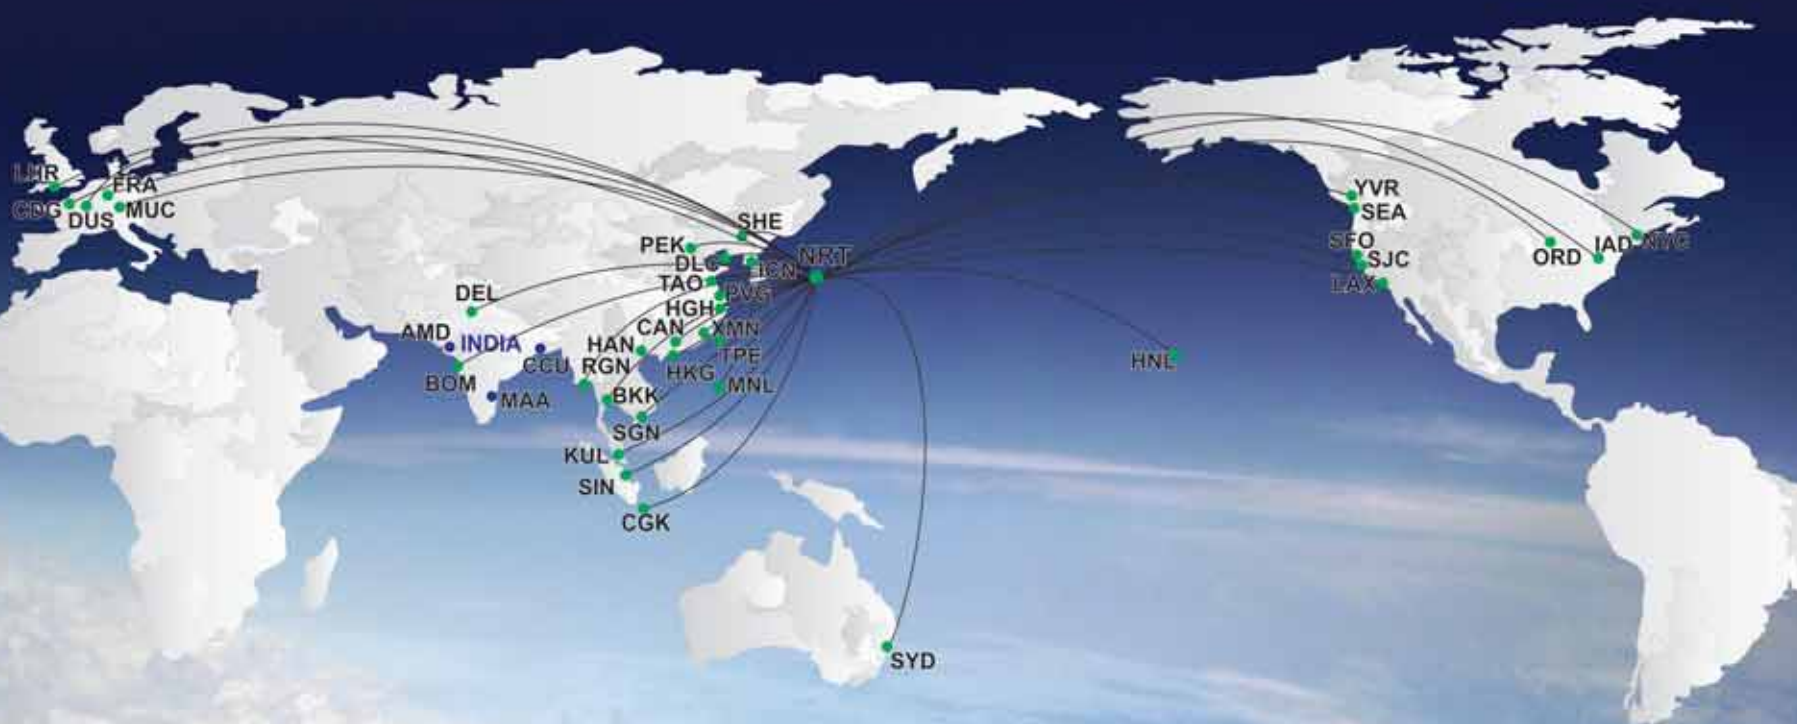 LHR
FRA
CDG
DUS
MUC
SHE
PEK
NRT
DLC
ICN
TAO
PVG
DEL
HGH
AMD
INDIA
CAN
XMN
HAN
CCU
RGN
TPE
HKG
BOM
MNL
MAA
BKK
SGN
KUL
SIN
CGK
SYD
HNL
YVR
SEA
SFO
SJC
LAX
ORD
IAD
NYC